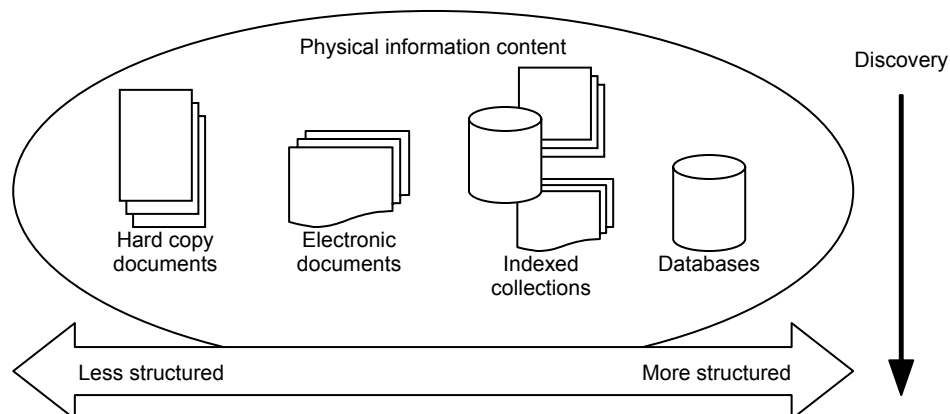 Physical information content
Discovery
Hard copy
documents
Electronic
documents
Indexed
collections
Databases
Less structured
More structured